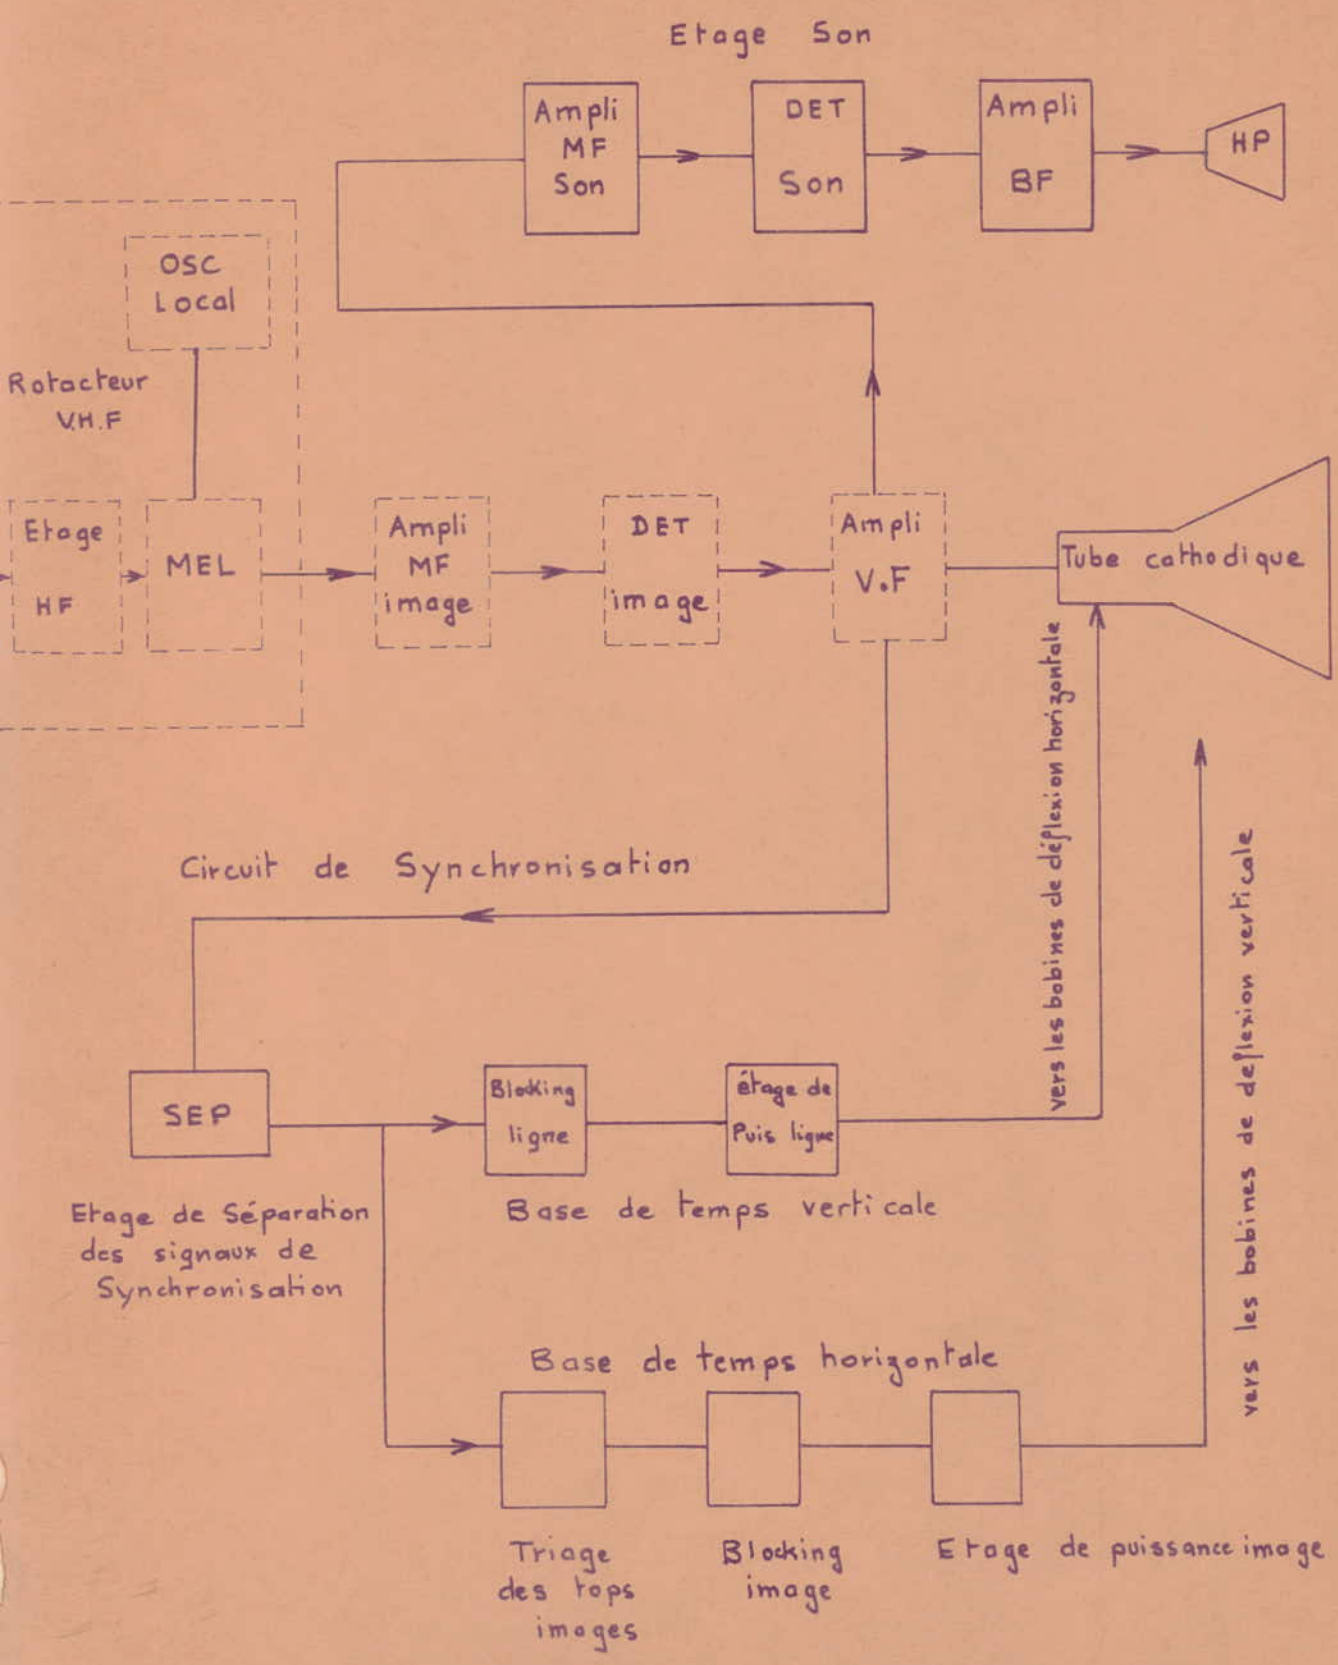 Etage Son
Ampli
MF
Son
DET
Son
Ampli
BF
HP
OSC
Local
Rotacteur
V.H.F
Etage
HF
MEL
Ampli
MF
image
DET
image
Ampli
V.F
Tube cathodique
vers les bobines de déflexion horizontale
vers les bobines de deflexion verticale
Circuit de Synchronisation
SEP
Etage de Séparation
des signaux de
Synchronisation
Blocking
ligne
étage de
Puis ligne
Base de temps verticale
Base de temps horizontale
Triage
des tops
images
Blocking
image
Etage de puissance image